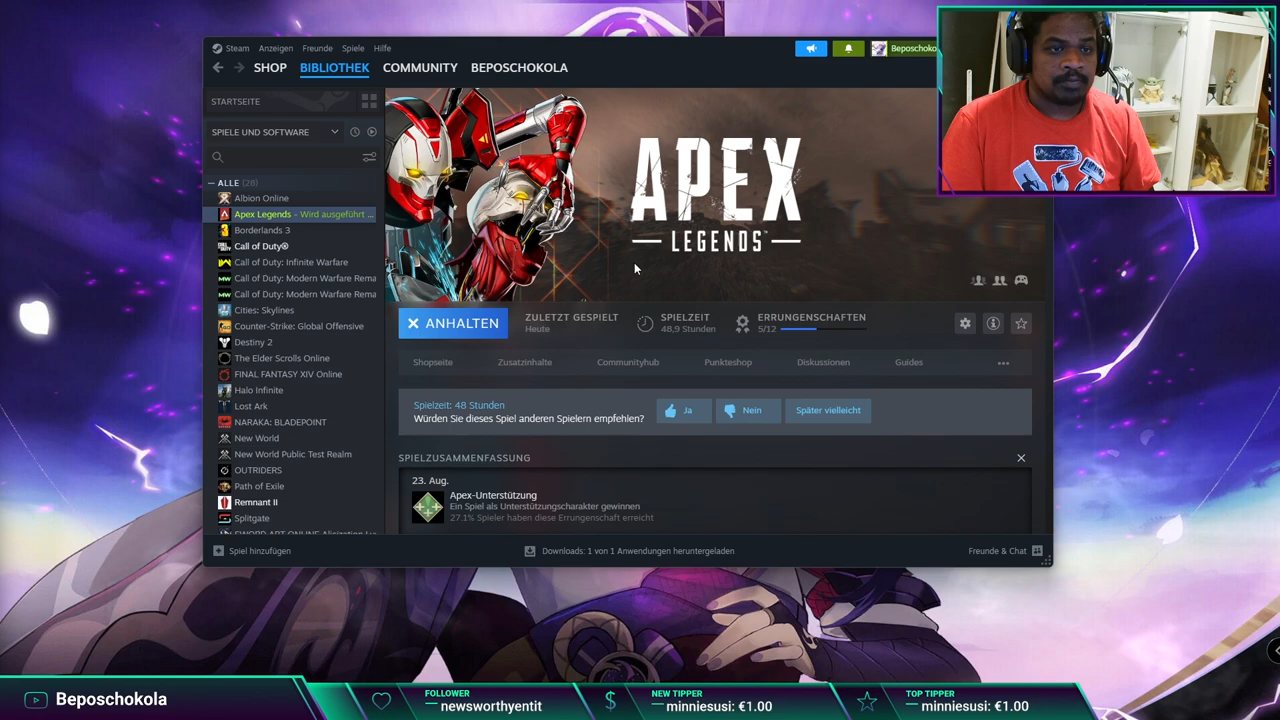 Steam Anzeigen Freunde Spiele Hilfe
Beposchoko
SHOP BIBLIOTHEK COMMUNITY BEPOSCHOKOLA
STARTSEITE
SPIELE UND SOFTWARE
ALLE (28)
Albion Online
Apex Legends - Wird ausgeführt ...
Borderlands 3
Call of Duty®
Call of Duty: Infinite Warfare
Call of Duty: Modern Warfare Rema
Call of Duty: Modern Warfare Rema
Cities: Skylines
Counter-Strike: Global Offensive
Destiny 2
The Elder Scrolls Online
FINAL FANTASY XIV Online
Halo Infinite
Lost Ark
NARAKA: BLADEPOINT
New World
New World Public Test Realm
OUTRIDERS
Path of Exile
Remnant II
Splitgate
APEX
LEGENDS™
ANHALTEN
ZULETZT GESPIELT
Heute
SPIELZEIT
48,9 Stunden
ERRUNGENSCHAFTEN
5/12
Shopseite Zusatzinhalte Communityhub Punkteshop Diskussionen Guides
Spielzeit: 48 Stunden
Würden Sie dieses Spiel anderen Spielern empfehlen?
Ja Nein Später vielleicht
SPIELZUSAMMENFASSUNG
23. Aug.
Apex-Unterstützung
Ein Spiel als Unterstützungscharakter gewinnen
27.1% Spieler haben diese Errungenschaft erreicht
Spiel hinzufügen
Downloads: 1 von 1 Anwendungen heruntergeladen
Freunde & Chat
Beposchokola
FOLLOWER
newsworthyentit
NEW TIPPER
minniesusi: €1.00
TOP TIPPER
minniesusi: €1.00